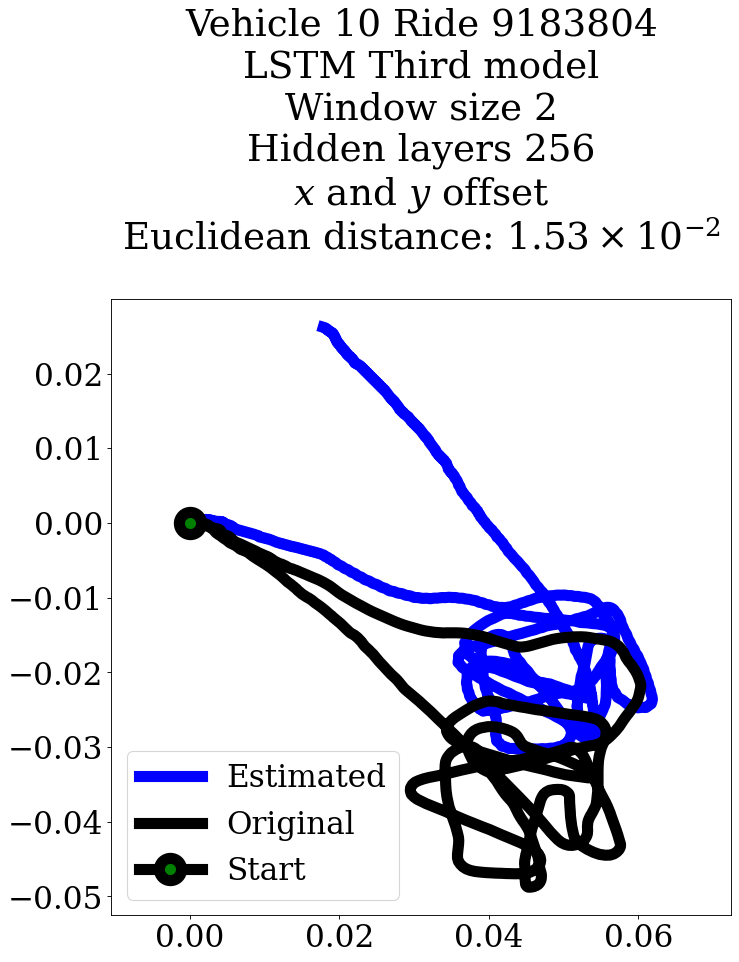 Vehicle 10 Ride 9183804
LSTM Third model
Window size 2
Hidden layers 256
x and y offset
Euclidean distance: 1.53 × 10⁻²
0.02
0.01
0.00
−0.01
−0.02
−0.03
−0.04
−0.05
Estimated
Original
Start
0.00 0.02 0.04 0.06